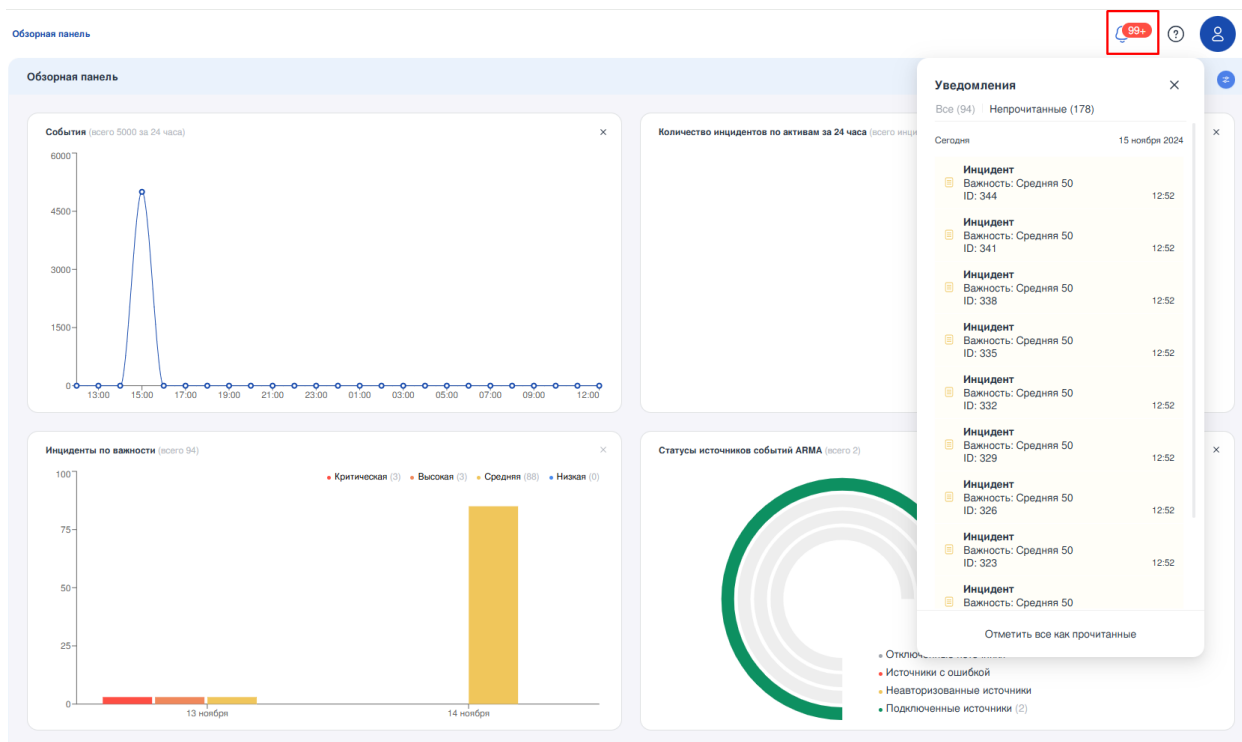 Обзорная панель
99+
Обзорная панель
Уведомления
Все (94) Непрочитанные (178)
Сегодня 15 ноября 2024
Инцидент
Важность: Средняя 50
ID: 344 12:52
Инцидент
Важность: Средняя 50
ID: 341 12:52
Инцидент
Важность: Средняя 50
ID: 338 12:52
Инцидент
Важность: Средняя 50
ID: 335 12:52
Инцидент
Важность: Средняя 50
ID: 332 12:52
Инцидент
Важность: Средняя 50
ID: 329 12:52
Инцидент
Важность: Средняя 50
ID: 326 12:52
Инцидент
Важность: Средняя 50
ID: 323 12:52
Инцидент
Важность: Средняя 50
Отметить все как прочитанные
События (всего 5000 за 24 часа)
6000
4500
3000
1500
0
13:00 15:00 17:00 19:00 21:00 23:00 01:00 03:00 05:00 07:00 09:00 12:00
Количество инцидентов по активам за 24 часа (всего инци
Инциденты по важности (всего 94)
Критическая (3) Высокая (3) Средняя (88) Низкая (0)
100
75
50
25
0
13 ноября 14 ноября
Статусы источников событий ARMA (всего 2)
Источники с ошибкой
Неавторизованные источники
Подключенные источники (2)